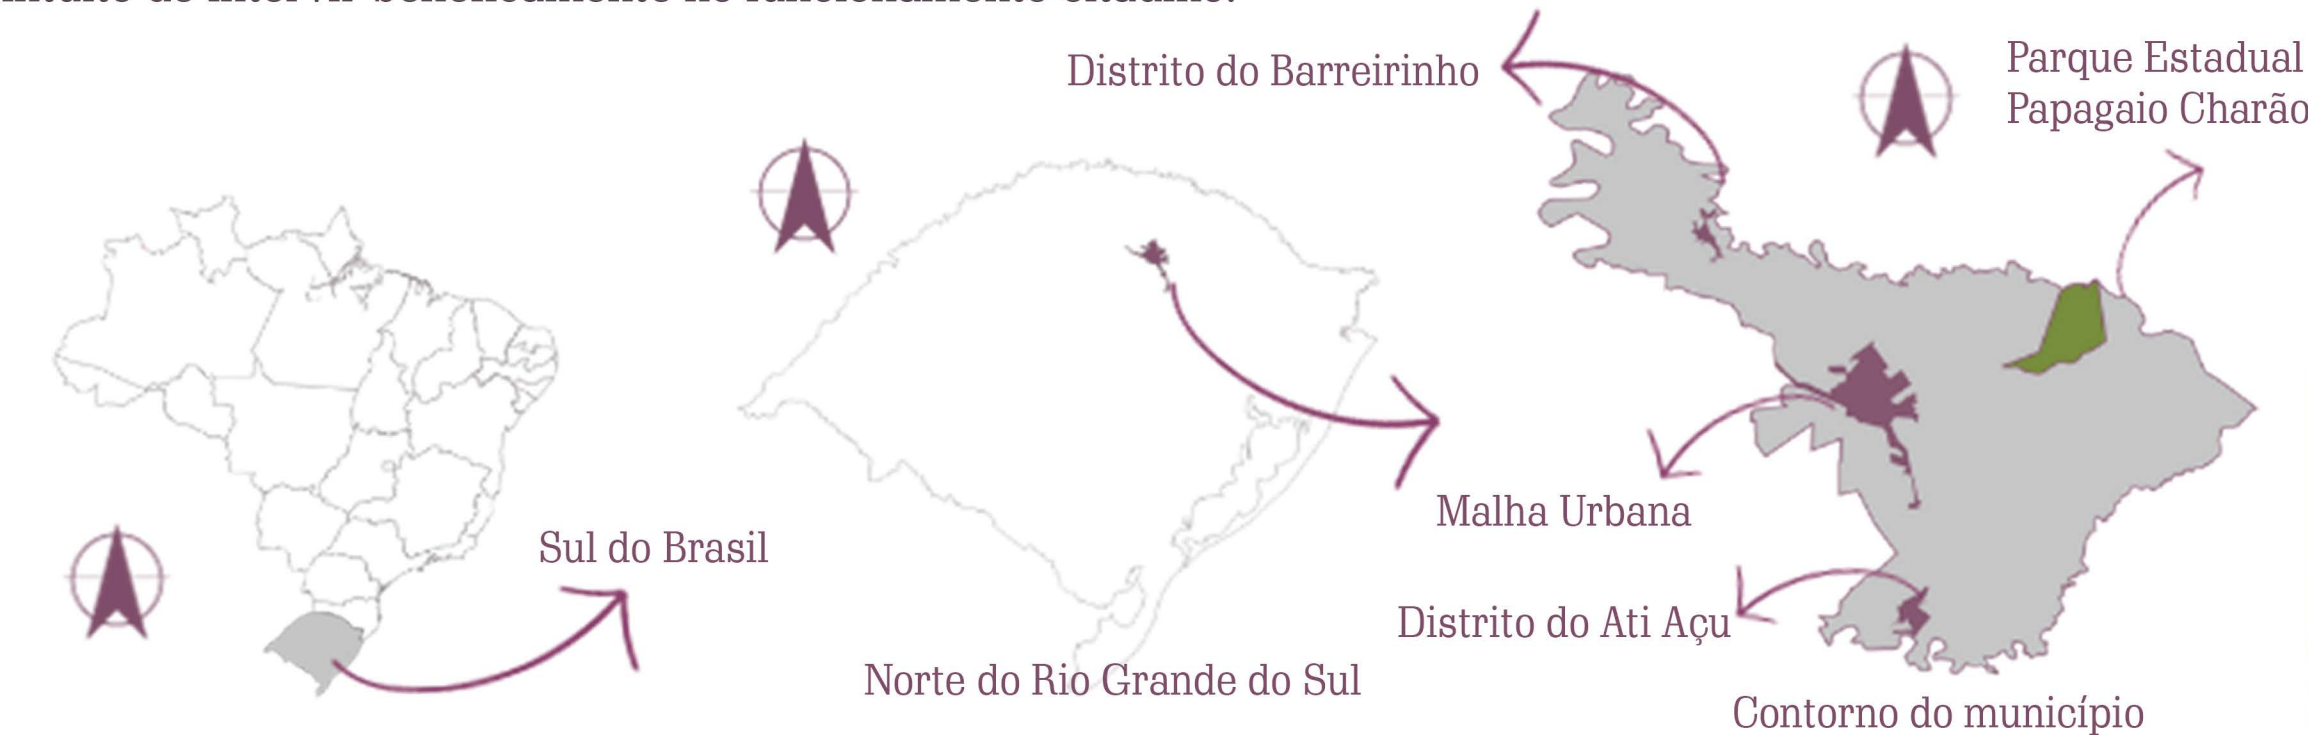 Distrito do Barreirinho
Parque Estadual
Papagaio Charão
Sul do Brasil
Malha Urbana
Distrito do Ati Açu
Norte do Rio Grande do Sul
Contorno do município